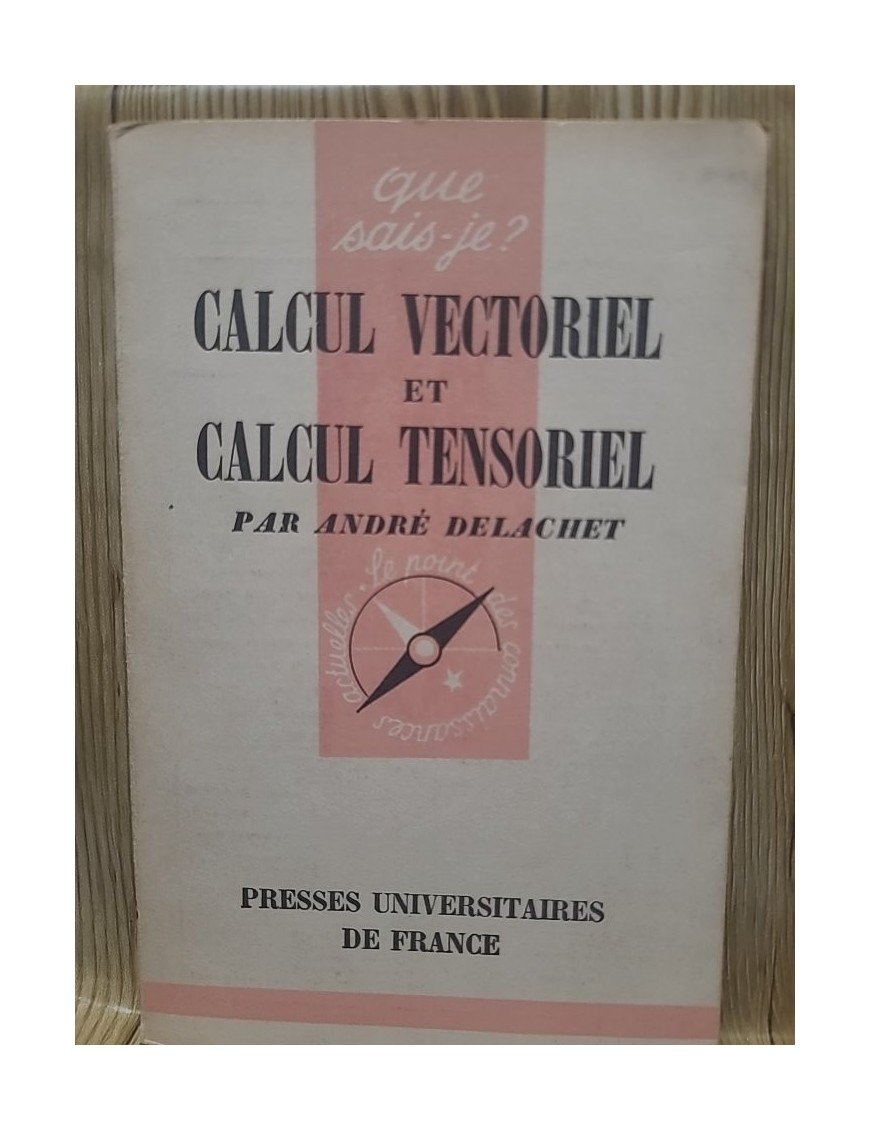 que
sais-je?
CALCUL VECTORIEL
ET
CALCUL TENSORIEL
PAR ANDRÉ DELACHET
le point des connaissances actuelles.
PRESSES UNIVERSITAIRES
DE FRANCE